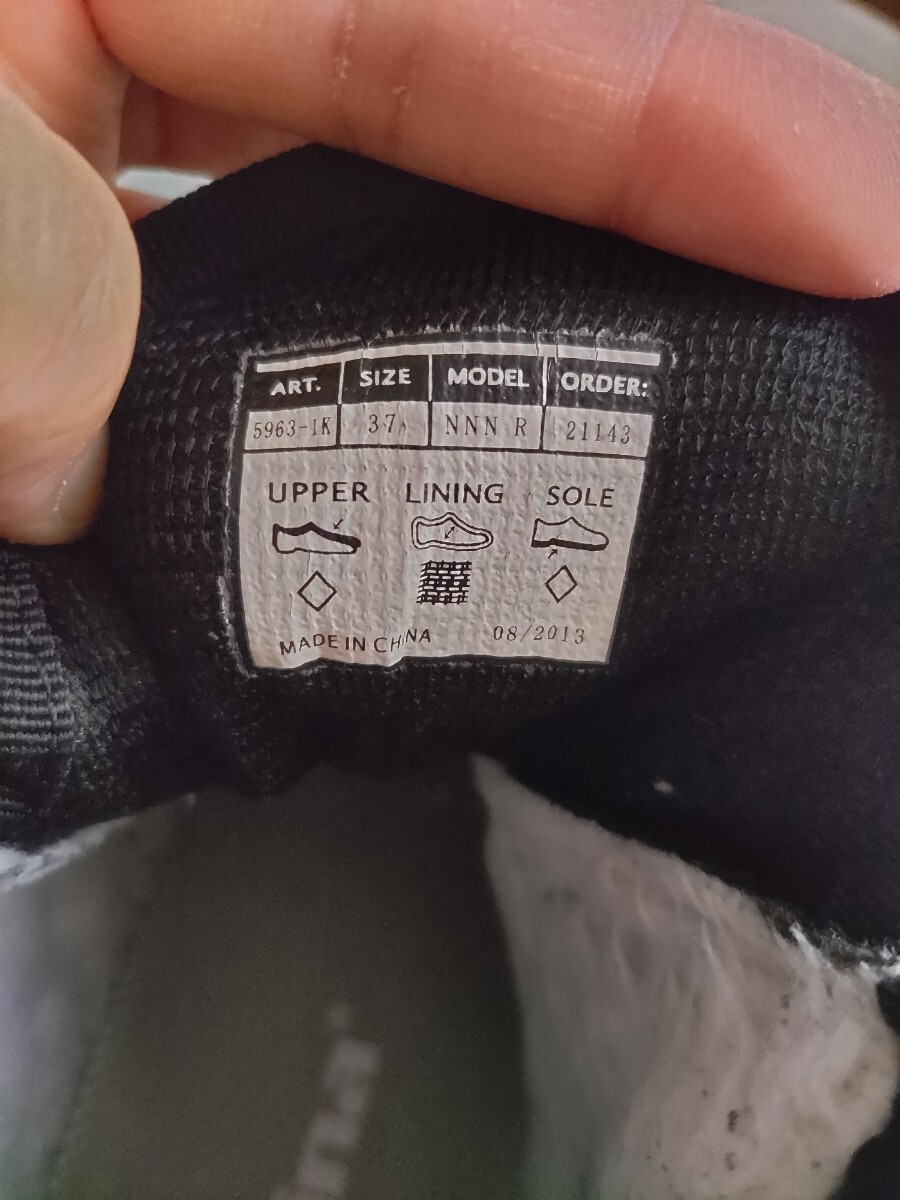 ART. SIZE MODEL ORDER:
5963-1K 37 NNN R 21143
UPPER LINING SOLE
MADE IN CHINA 08/2013